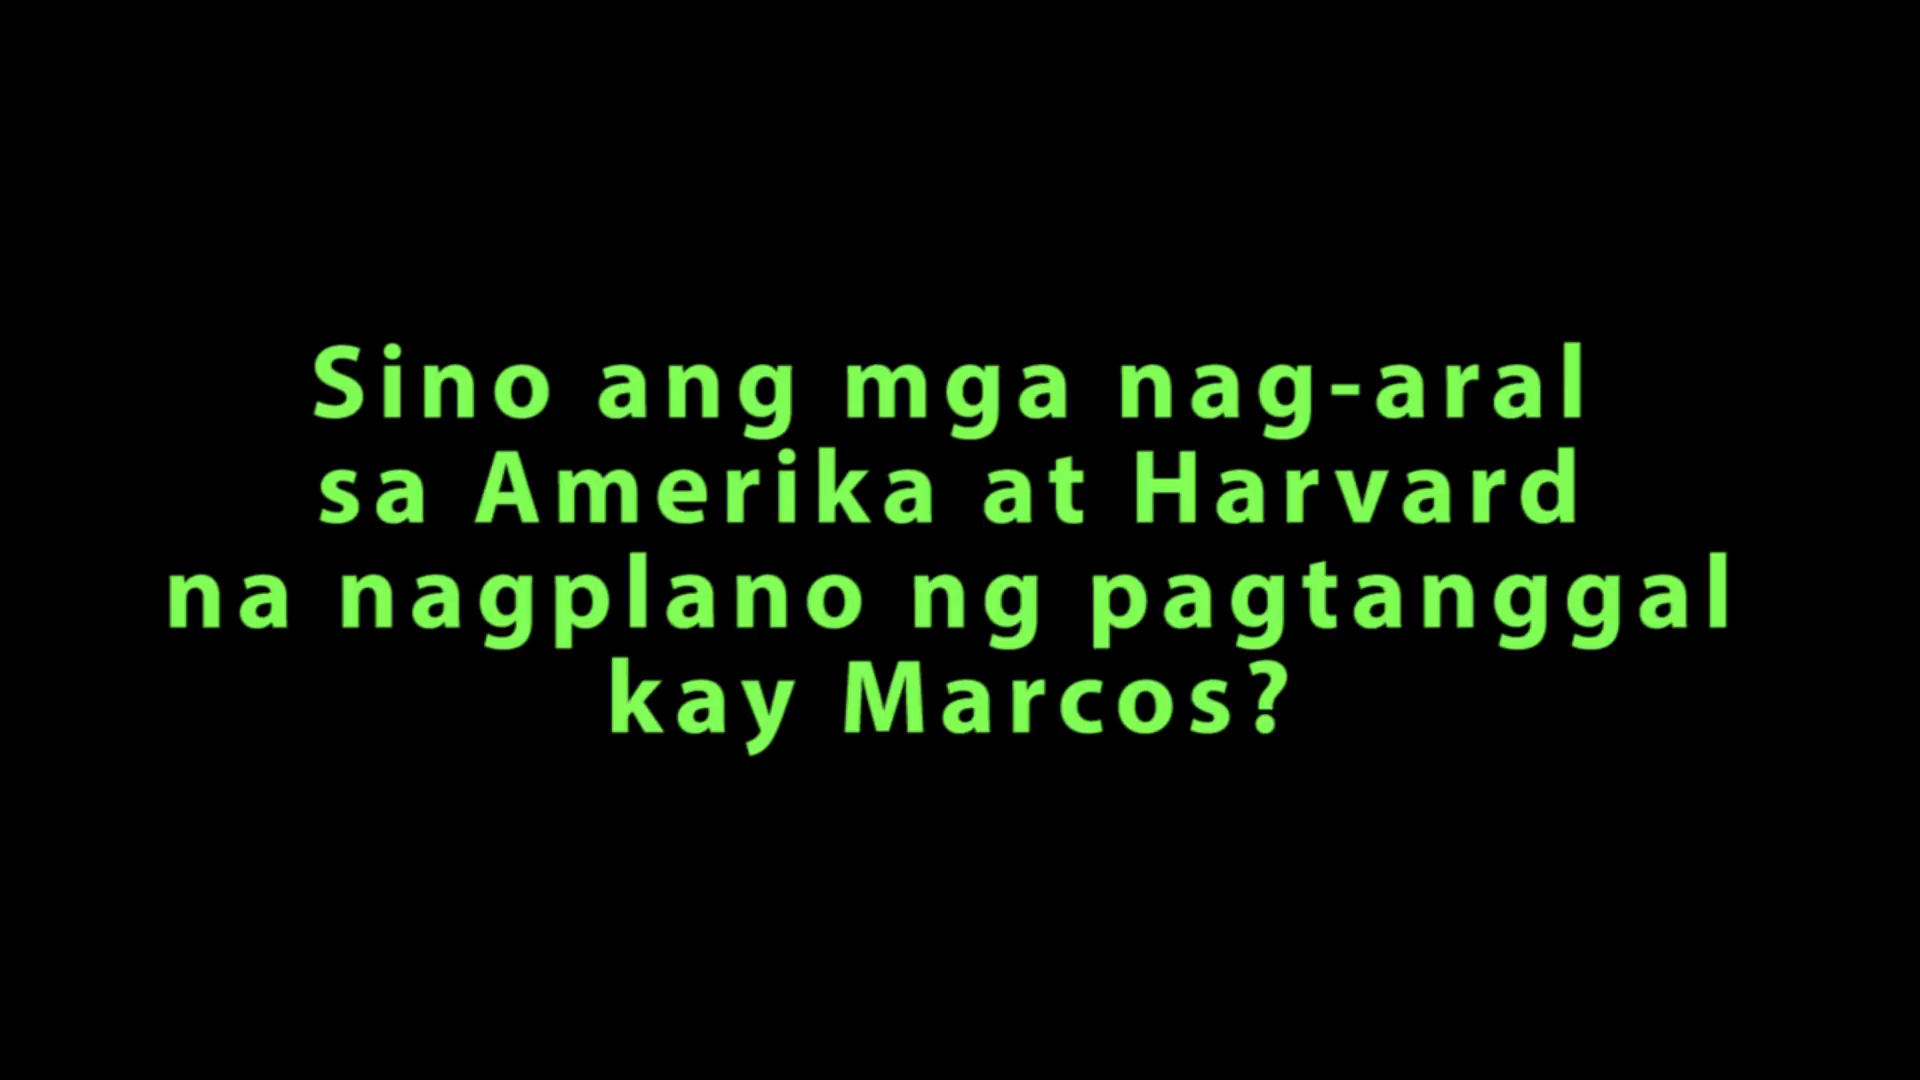 Sino ang mga nag-aral
sa Amerika at Harvard
na nagplano ng pagtanggal
kay Marcos?